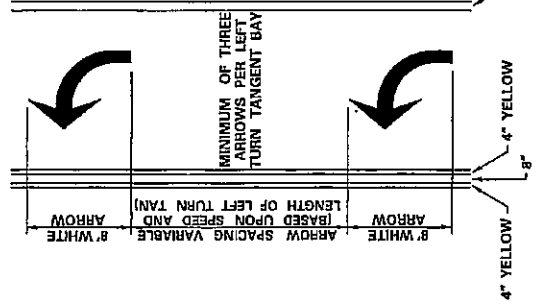 MINIMUM OF THREE
ARROWS PER LEFT
TURN TANGENT BAY
8' WHITE
ARROW
ARROW SPACING VARIABLE
(BASED UPON SPEED AND
LENGTH OF LEFT TURN TAN)
8' WHITE
ARROW
4" YELLOW
8"
4" YELLOW